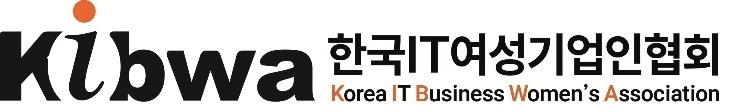 Kibwa
한국IT여성기업인협회
Korea IT Business Women's Association